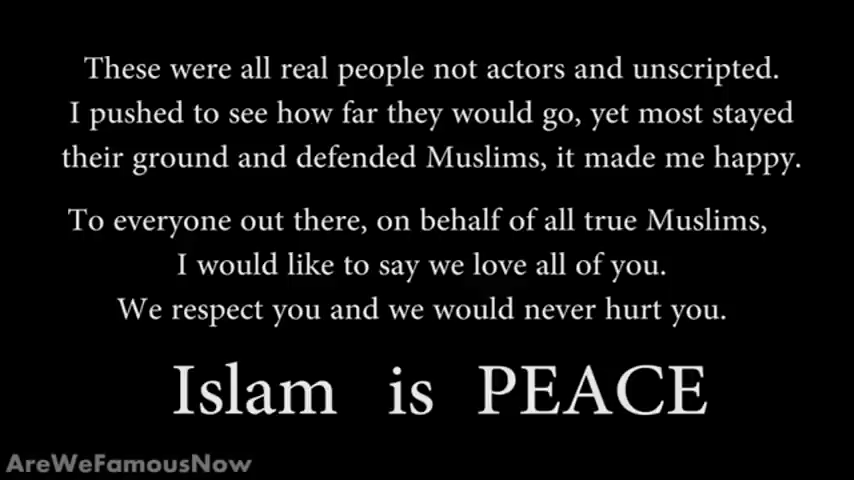 These were all real people not actors and unscripted.
I pushed to see how far they would go, yet most stayed
their ground and defended Muslims, it made me happy.
To everyone out there, on behalf of all true Muslims,
I would like to say we love all of you.
We respect you and we would never hurt you.
Islam is PEACE
AreWeFamousNow